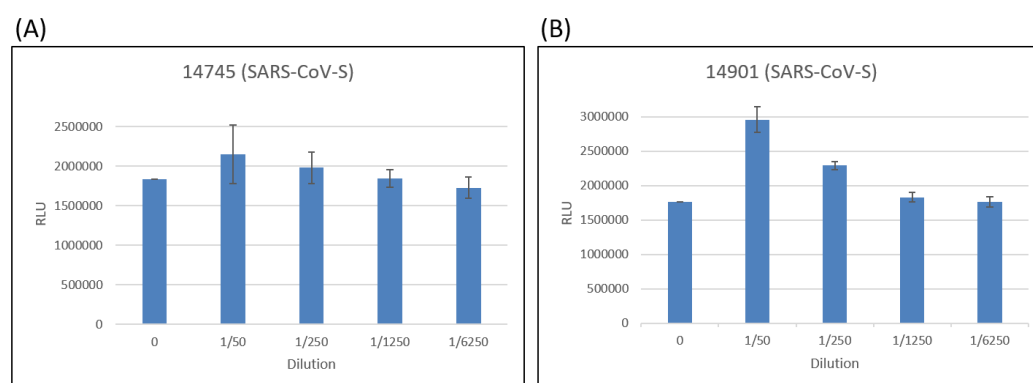 (A)
14745 (SARS-CoV-S)
2500000
2000000
1500000
1000000
500000
0
RLU
0 1/50 1/250 1/1250 1/6250
Dilution
(B)
14901 (SARS-CoV-S)
3000000
2500000
2000000
1500000
1000000
500000
0
RLU
0 1/50 1/250 1/1250 1/6250
Dilution